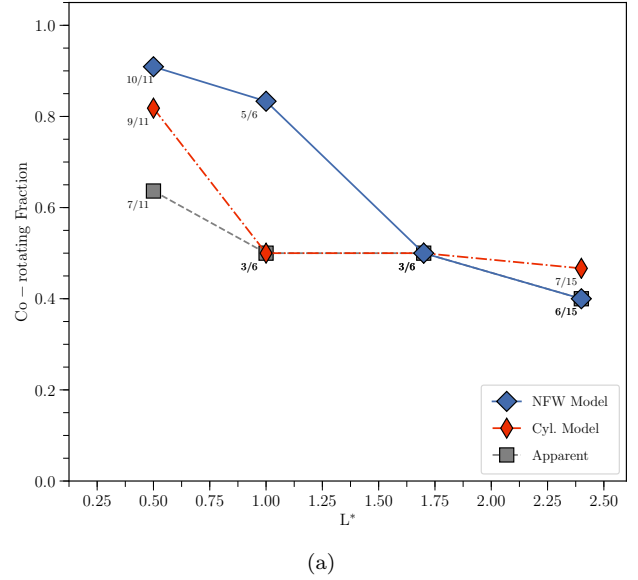 1.0
0.8
0.6
0.4
0.2
0.0
Co − rotating Fraction
10/11
9/11
7/11
5/6
3/6
3/6
7/15
6/15
NFW Model
Cyl. Model
Apparent
0.25 0.50 0.75 1.00 1.25 1.50 1.75 2.00 2.25 2.50
L*
(a)